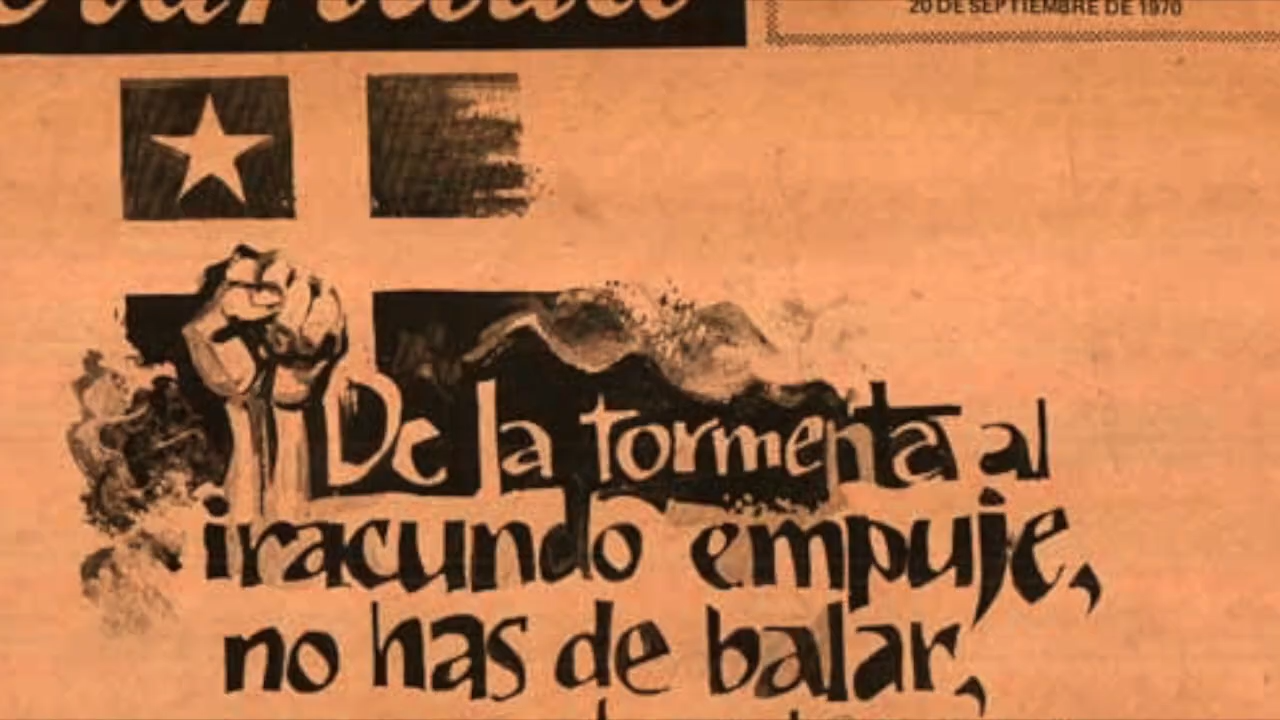 20 DE SEPTIEMBRE DE 1970
De la tormenta al
iracundo empuje,
no has de balar,